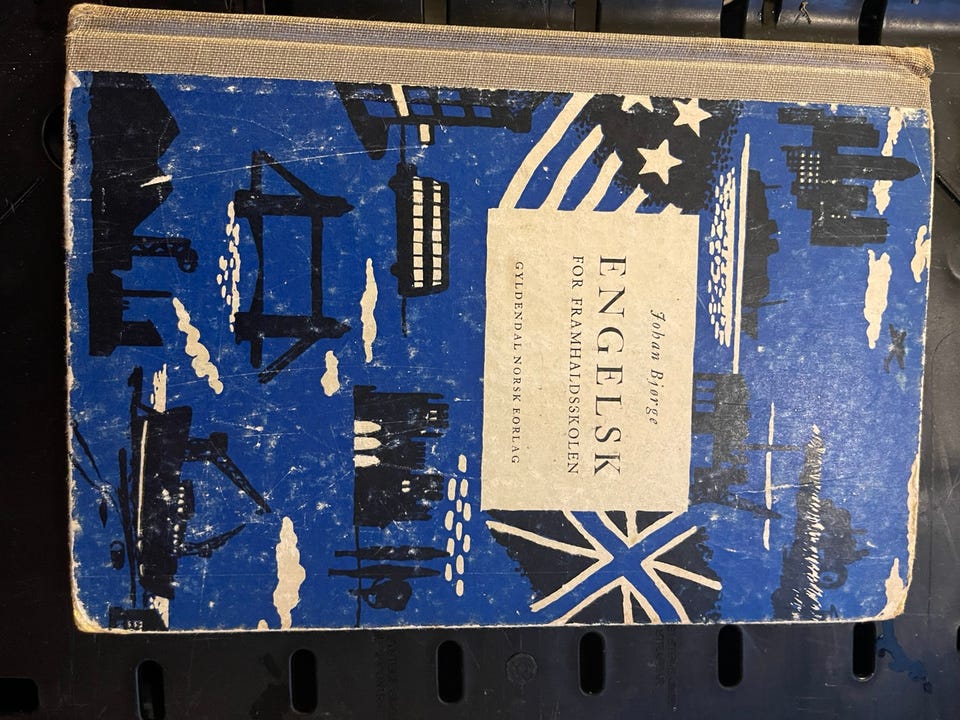 Johan Bjørge
ENGELSK
FOR FRAMHALDSSKOLEN
GYLDENDAL NORSK FORLAG